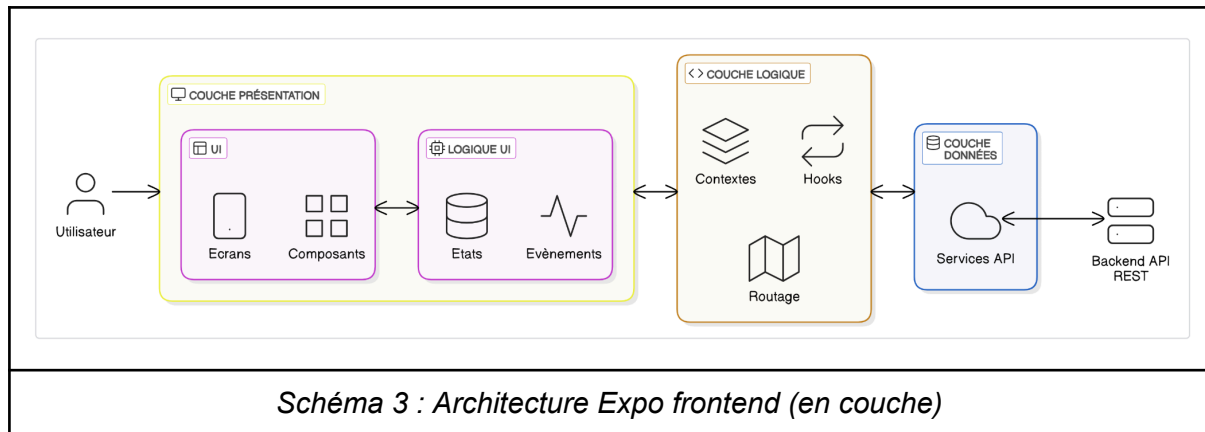 COUCHE PRÉSENTATION
UI
LOGIQUE UI
Utilisateur
Ecrans
Composants
Etats
Evènements
<> COUCHE LOGIQUE
Contextes
Hooks
Routage
COUCHE
DONNÉES
Services API
Backend API
REST
Schéma 3 : Architecture Expo frontend (en couche)